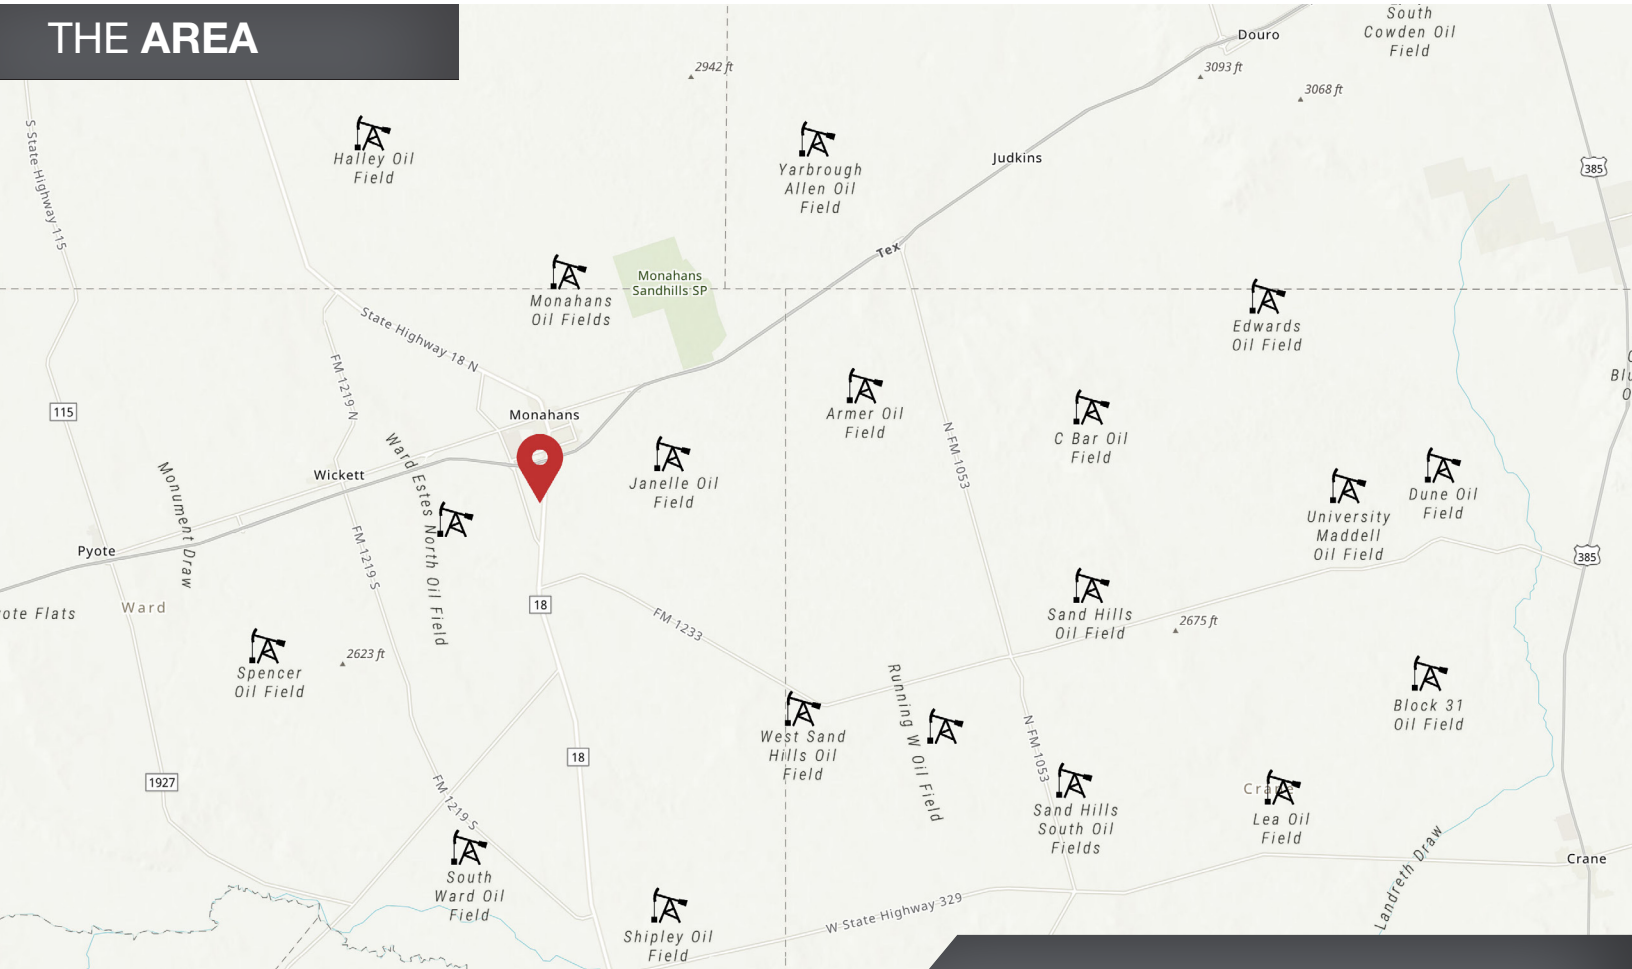 THE AREA
South
Cowden Oil
Field
Douro
2942 ft
3093 ft
3068 ft
S State Highway 115
Halley Oil
Field
Yarbrough
Allen Oil
Field
Judkins
385
Tex
Monahans
Sandhills SP
Monahans
Oil Fields
State Highway 18 N
Edwards
Oil Field
FM 1219 N
115
Monahans
Armer Oil
Field
C Bar Oil
Field
N FM 1053
Wickett
Ward Estes North Oil Field
Janelle Oil
Field
Monument Draw
University
Maddell
Oil Field
Dune Oil
Field
Pyote
FM 1219 S
385
Ward
18
FM 1233
Sand Hills
Oil Field
2675 ft
Flats
Spencer
Oil Field
2623 ft
Running W Oil Field
Block 31
Oil Field
West Sand
Hills Oil
Field
18
N FM 1053
1927
FM 1219 S
Sand Hills
South Oil
Fields
Crane
Lea Oil
Field
Landreth Draw
Crane
South
Ward Oil
Field
W State Highway 329
Shipley Oil
Field